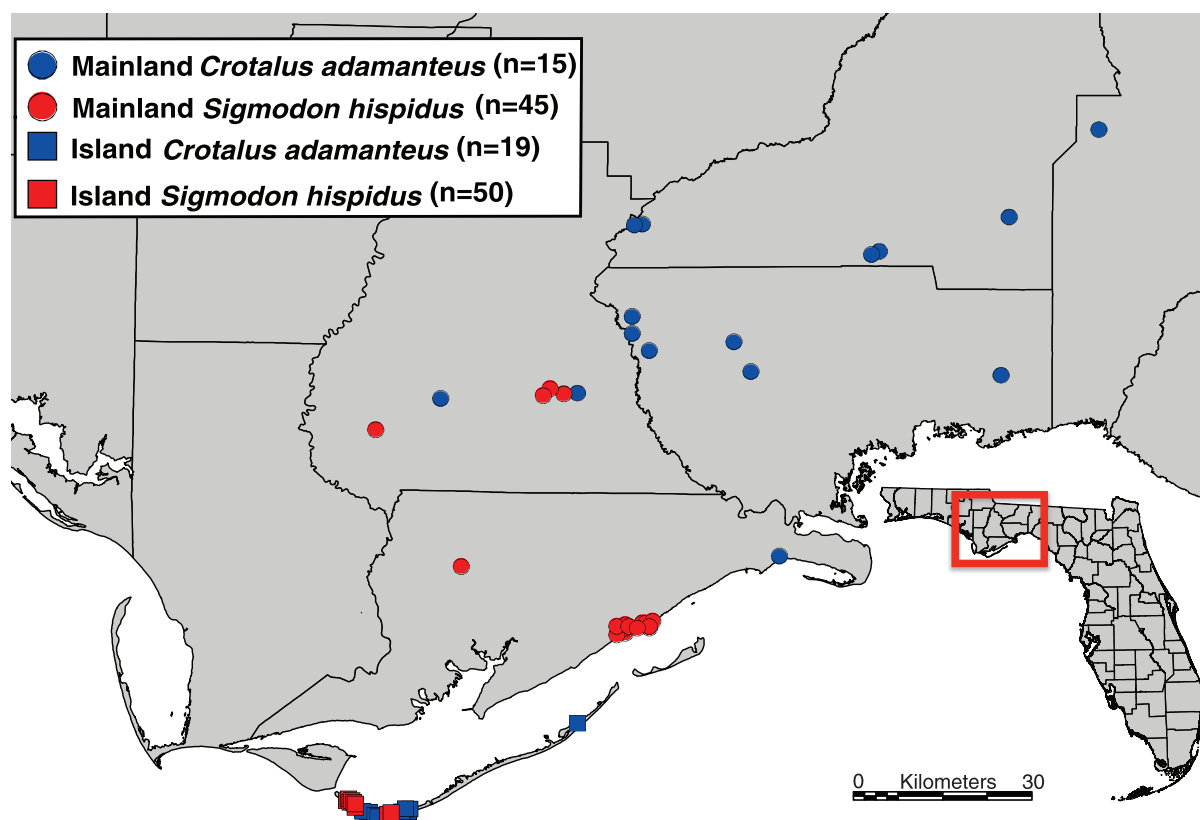 Mainland Crotalus adamanteus (n=15)
Mainland Sigmodon hispidus (n=45)
Island Crotalus adamanteus (n=19)
Island Sigmodon hispidus (n=50)
0 Kilometers 30